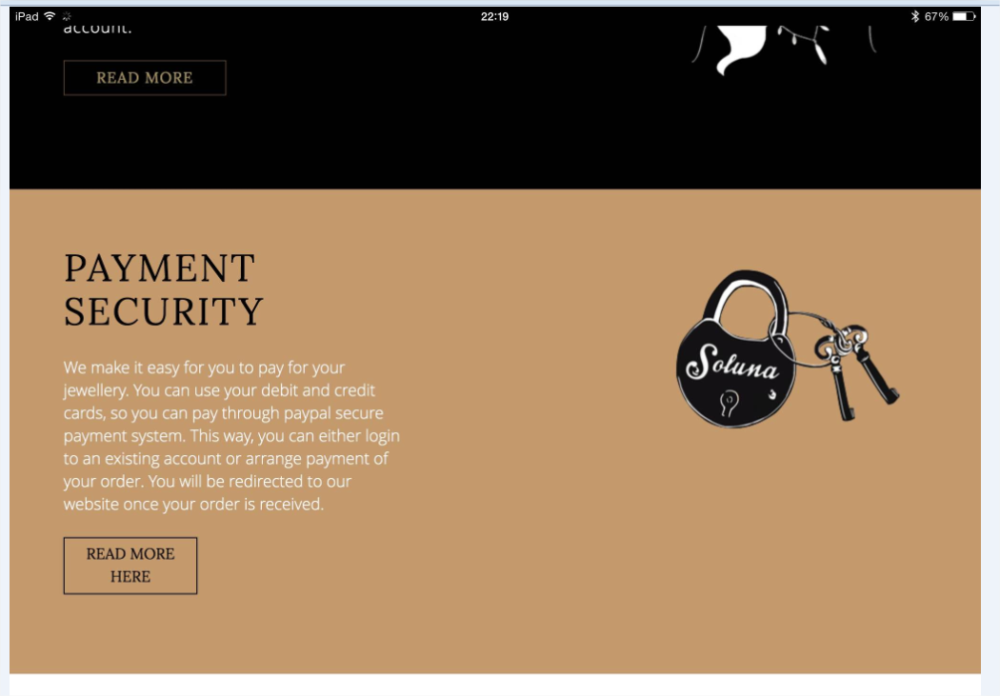 iPad 22:19 67%
account.
READ MORE
PAYMENT
SECURITY
We make it easy for you to pay for your
jewellery. You can use your debit and credit
cards, so you can pay through paypal secure
payment system. This way, you can either login
to an existing account or arrange payment of
your order. You will be redirected to our
website once your order is received.
READ MORE
HERE
Soluna